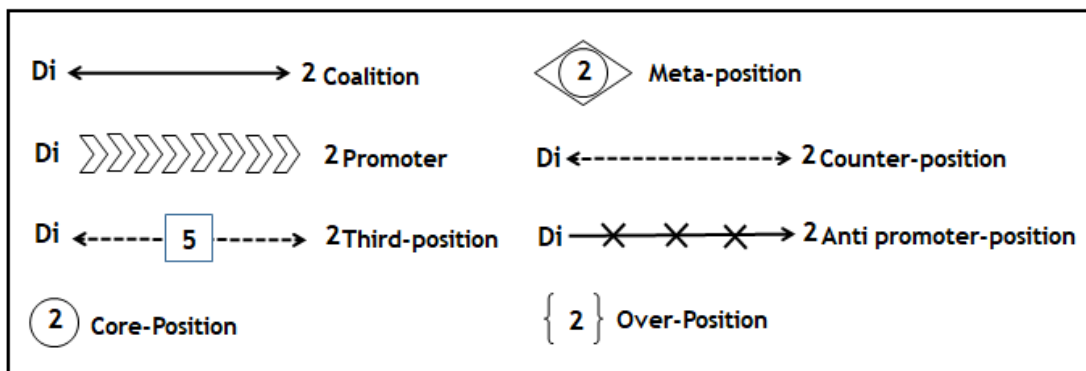 Di 2 Coalition
2 Meta-position
Di 2 Promoter
Di 2 Counter-position
Di 5 2 Third-position
Di 2 Anti promoter-position
2 Core-Position
{ 2 } Over-Position